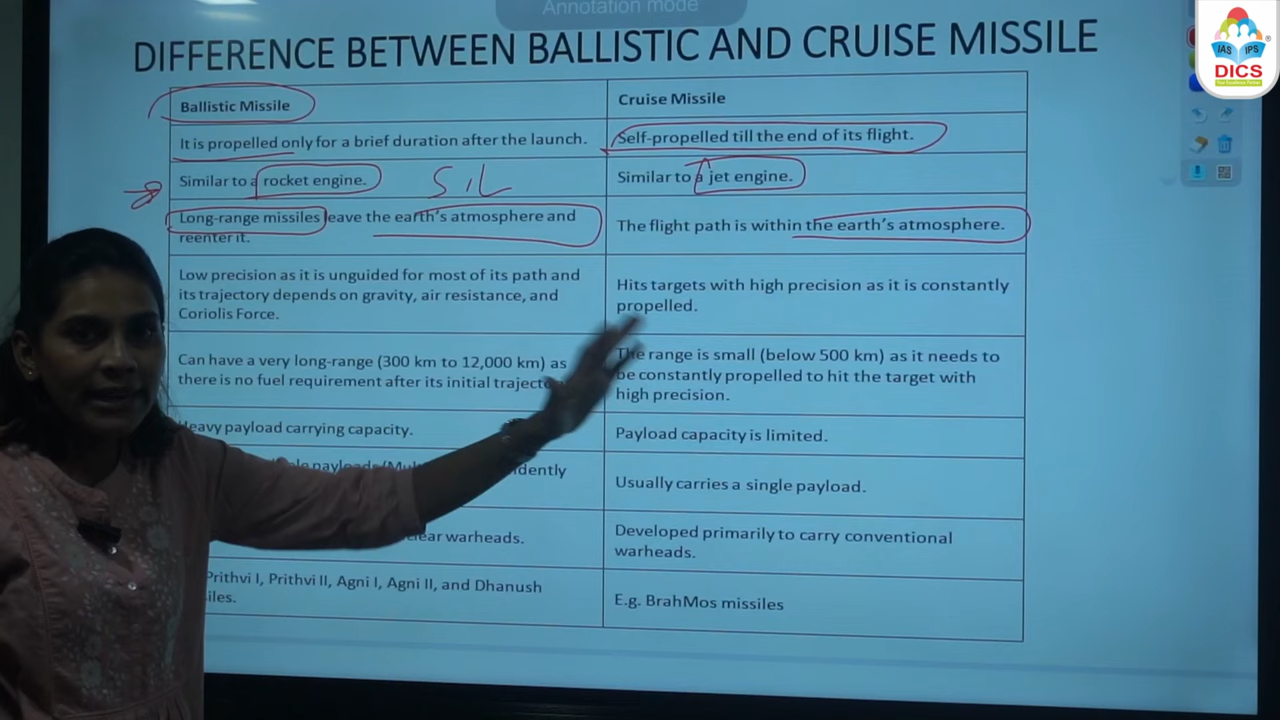 Annotation mode
DIFFERENCE BETWEEN BALLISTIC AND CRUISE MISSILE
IAS IPS
DICS
Ballistic Missile
Cruise Missile
It is propelled only for a brief duration after the launch.
Self-propelled till the end of its flight.
Similar to a rocket engine.
Similar to a jet engine.
Long-range missiles leave the earth's atmosphere and
reenter it.
The flight path is within the earth's atmosphere.
Low precision as it is unguided for most of its path and
its trajectory depends on gravity, air resistance, and
Coriolis Force.
Hits targets with high precision as it is constantly
propelled.
Can have a very long-range (300 km to 12,000 km) as
there is no fuel requirement after its initial
The range is small (below 500 km) as it needs to
be constantly propelled to hit the target with
high precision.
Heavy payload carrying capacity.
Payload capacity is limited.
Usually carries a single payload.
warheads.
Developed primarily to carry conventional
warheads.
Prithvi I, Prithvi II, Agni I, Agni II, and Dhanush
E.g. BrahMos missiles